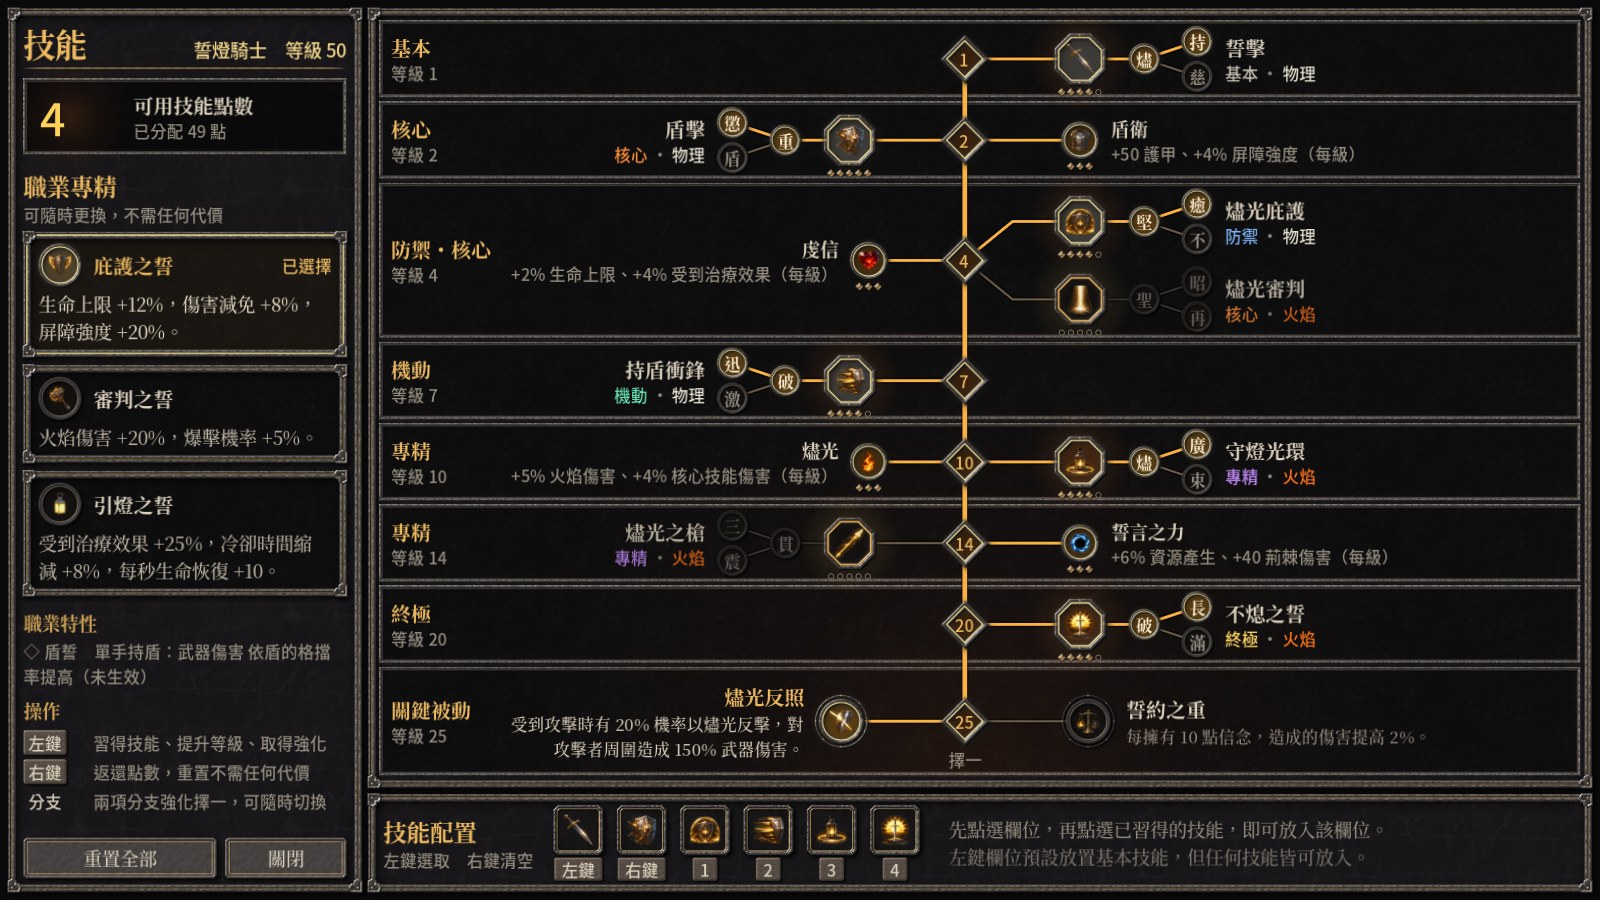 技能
誓燈騎士 等級 50
4
可用技能點數
已分配 49 點
職業專精
可隨時更換，不需任何代價
庇護之誓 已選擇
生命上限 +12%，傷害減免 +8%，
屏障強度 +20%。
審判之誓
火焰傷害 +20%，爆擊機率 +5%。
引燈之誓
受到治療效果 +25%，冷卻時間縮
減 +8%，每秒生命恢復 +10。
職業特性
◇ 盾誓 單手持盾：武器傷害 依盾的格擋
率提高（未生效）
操作
左鍵 習得技能、提升等級、取得強化
右鍵 返還點數，重置不需任何代價
分支 兩項分支強化擇一，可隨時切換
重置全部
關閉
基本
等級 1
1
燼
持
慈
誓擊
基本 · 物理
核心
等級 2
盾擊
核心 · 物理
懲
盾
重
2
盾衛
+50 護甲、+4% 屏障強度（每級）
防禦·核心
等級 4
虔信
+2% 生命上限、+4% 受到治療效果（每級）
4
堅
癒
不
燼光庇護
防禦 · 物理
聖
昭
再
燼光審判
核心 · 火焰
機動
等級 7
持盾衝鋒
機動 · 物理
迅
激
破
7
專精
等級 10
燼光
+5% 火焰傷害、+4% 核心技能傷害（每級）
10
燼
廣
束
守燈光環
專精 · 火焰
專精
等級 14
燼光之槍
專精 · 火焰
三
震
貫
14
誓言之力
+6% 資源產生、+40 荊棘傷害（每級）
終極
等級 20
20
破
長
滿
不熄之誓
終極 · 火焰
關鍵被動
等級 25
燼光反照
受到攻擊時有 20% 機率以燼光反擊，對
攻擊者周圍造成 150% 武器傷害。
25
擇一
誓約之重
每擁有 10 點信念，造成的傷害提高 2%。
技能配置
左鍵選取 右鍵清空
左鍵
右鍵
1
2
3
4
先點選欄位，再點選已習得的技能，即可放入該欄位。
左鍵欄位預設放置基本技能，但任何技能皆可放入。